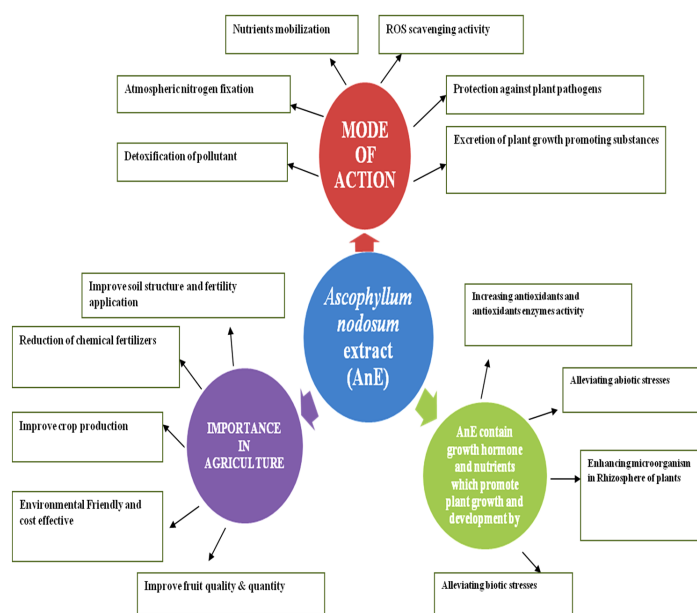 Nutrients mobilization
ROS scavenging activity
Atmospheric nitrogen fixation
Protection against plant pathogens
Detoxification of pollutant
Excretion of plant growth promoting substances
MODE
OF
ACTION
Ascophyllum
nodosum
extract
(AnE)
Improve soil structure and fertility
application
Reduction of chemical fertilizers
Improve crop production
Environmental Friendly and
cost effective
Improve fruit quality & quantity
IMPORTANCE
IN
AGRICULTURE
Increasing antioxidants and
antioxidants enzymes activity
Alleviating abiotic stresses
Enhancing microorganism
in Rhizosphere of plants
Alleviating biotic stresses
AnE contain
growth hormone
and nutrients
which promote
plant growth and
development by